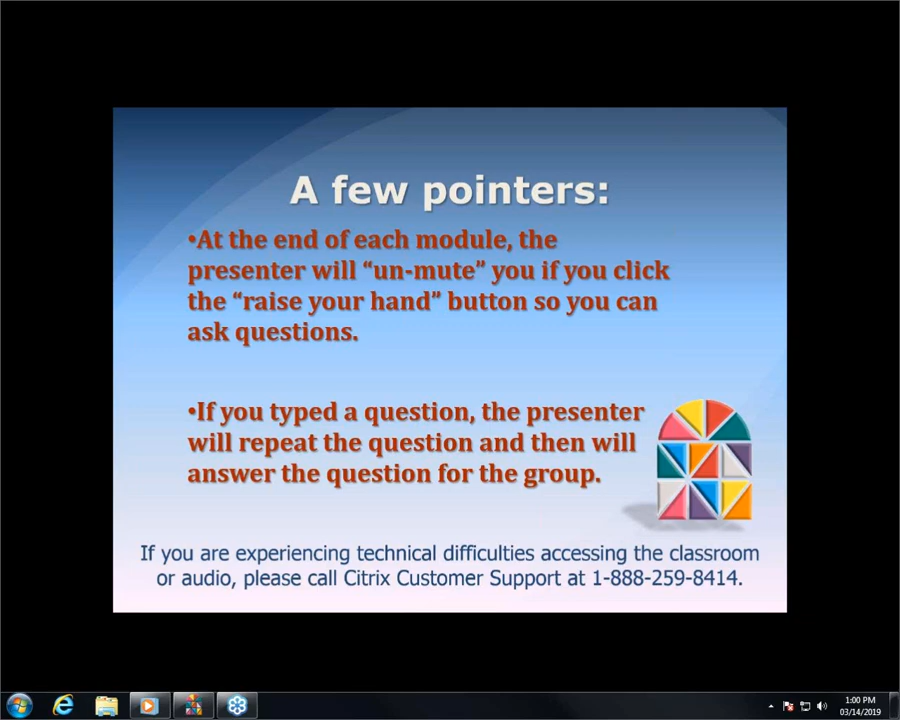 A few pointers:
•At the end of each module, the
presenter will “un-mute” you if you click
the “raise your hand” button so you can
ask questions.
•If you typed a question, the presenter
will repeat the question and then will
answer the question for the group.
If you are experiencing technical difficulties accessing the classroom
or audio, please call Citrix Customer Support at 1-888-259-8414.
1:00 PM
03/14/2019